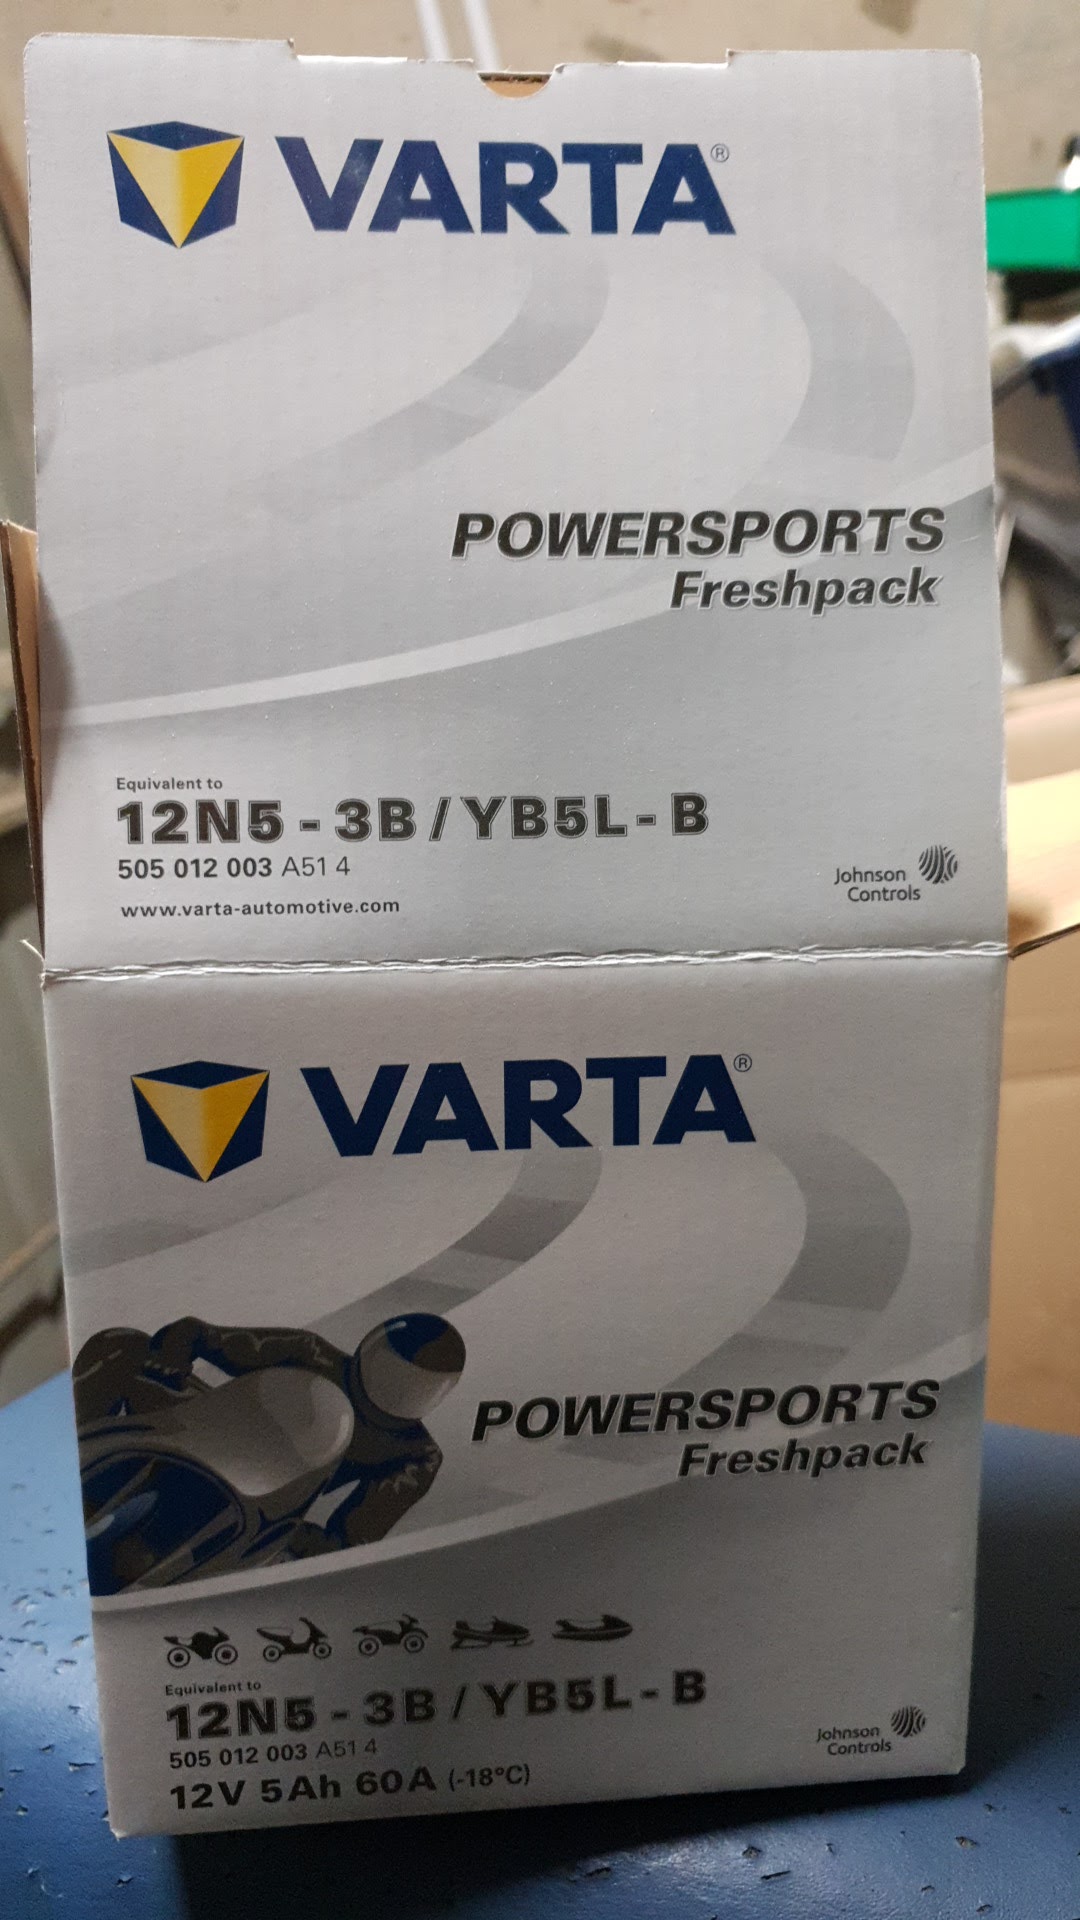 VARTA®
POWERSPORTS
Freshpack
Equivalent to
12N5 - 3B / YB5L - B
505 012 003 A51 4
www.varta-automotive.com
Johnson
Controls
VARTA®
POWERSPORTS
Freshpack
Equivalent to
12N5 - 3B / YB5L - B
505 012 003 A51 4
12V 5Ah 60A (-18°C)
Johnson
Controls